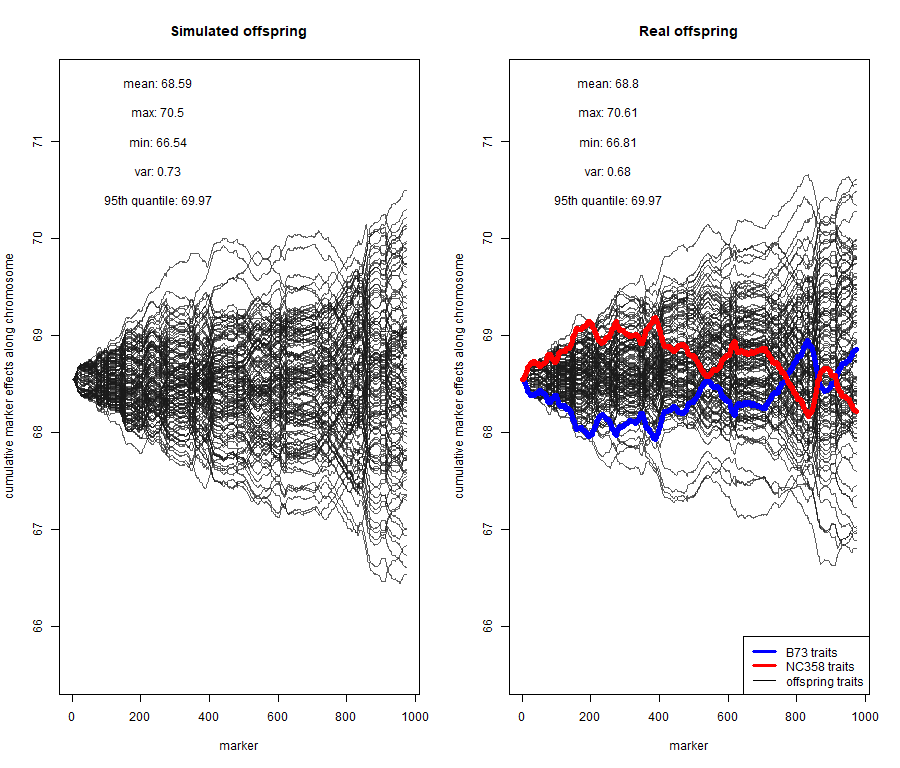 Simulated offspring
mean: 68.59
max: 70.5
min: 66.54
var: 0.73
95th quantile: 69.97
cumulative marker effects along chromosome
71
70
69
68
67
66
0 200 400 600 800 1000
marker
Real offspring
mean: 68.8
max: 70.61
min: 66.81
var: 0.68
95th quantile: 69.97
cumulative marker effects along chromosome
71
70
69
68
67
66
B73 traits
NC358 traits
offspring traits
0 200 400 600 800 1000
marker